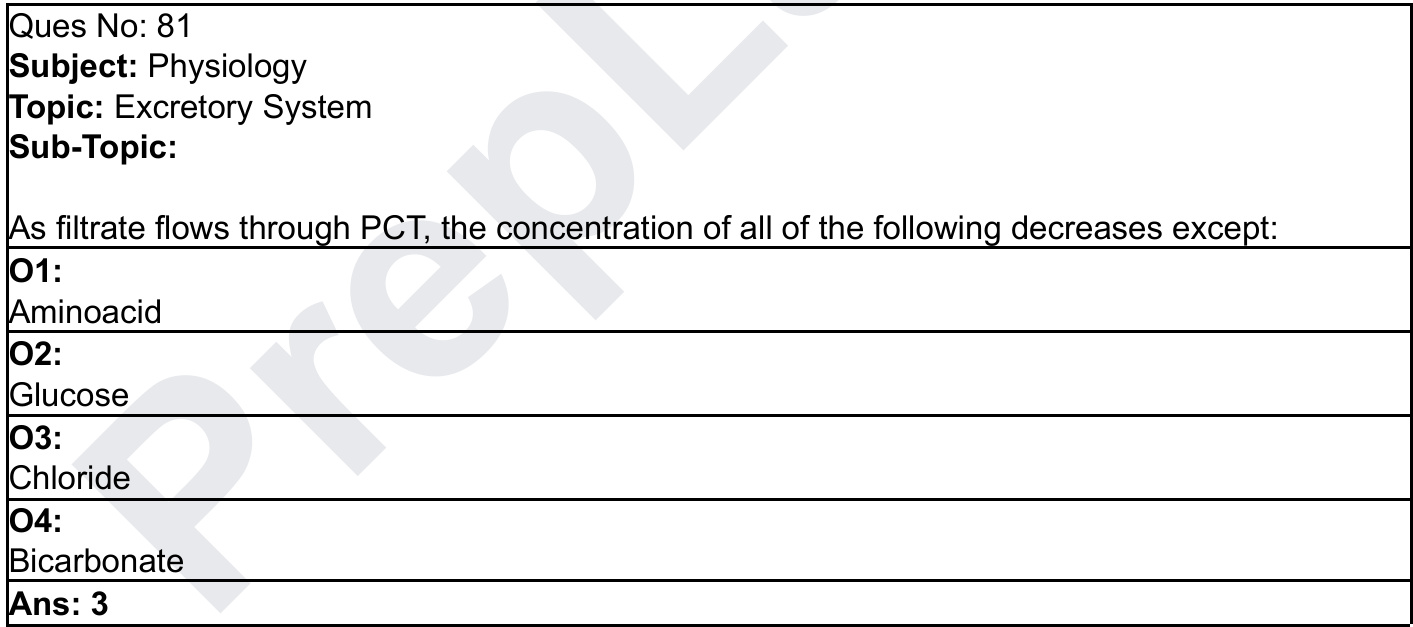 Ques No: 81
Subject: Physiology
Topic: Excretory System
Sub-Topic:
As filtrate flows through PCT, the concentration of all of the following decreases except:
O1:
Aminoacid
O2:
Glucose
O3:
Chloride
O4:
Bicarbonate
Ans: 3